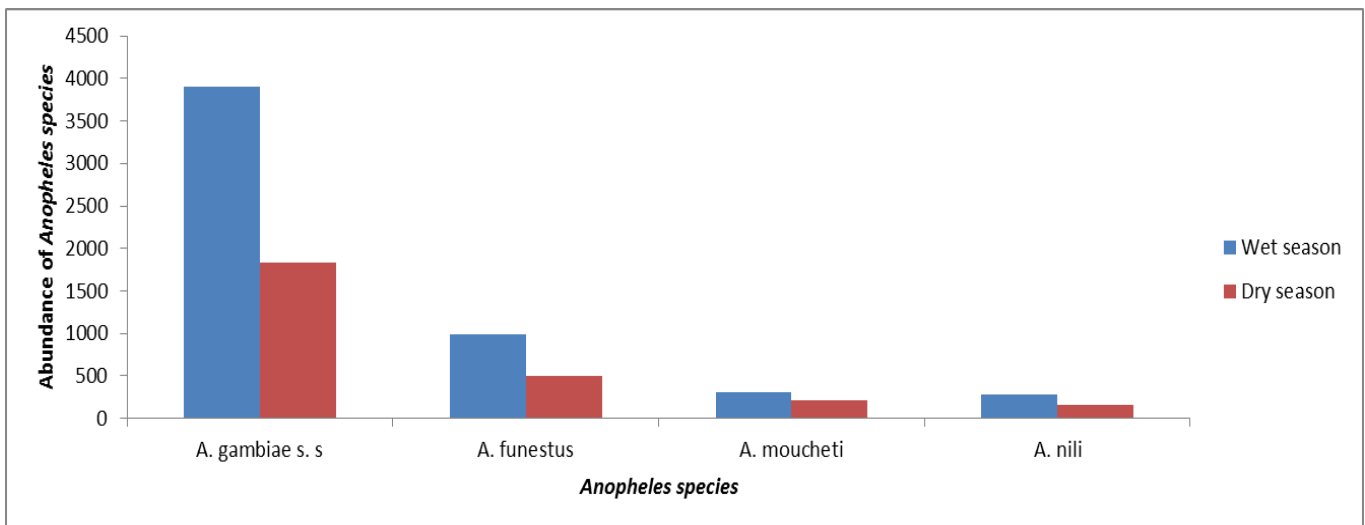 Abundance of Anopheles species
4500
4000
3500
3000
2500
2000
1500
1000
500
0
A. gambiae s. s
A. funestus
A. moucheti
A. nili
Anopheles species
Wet season
Dry season